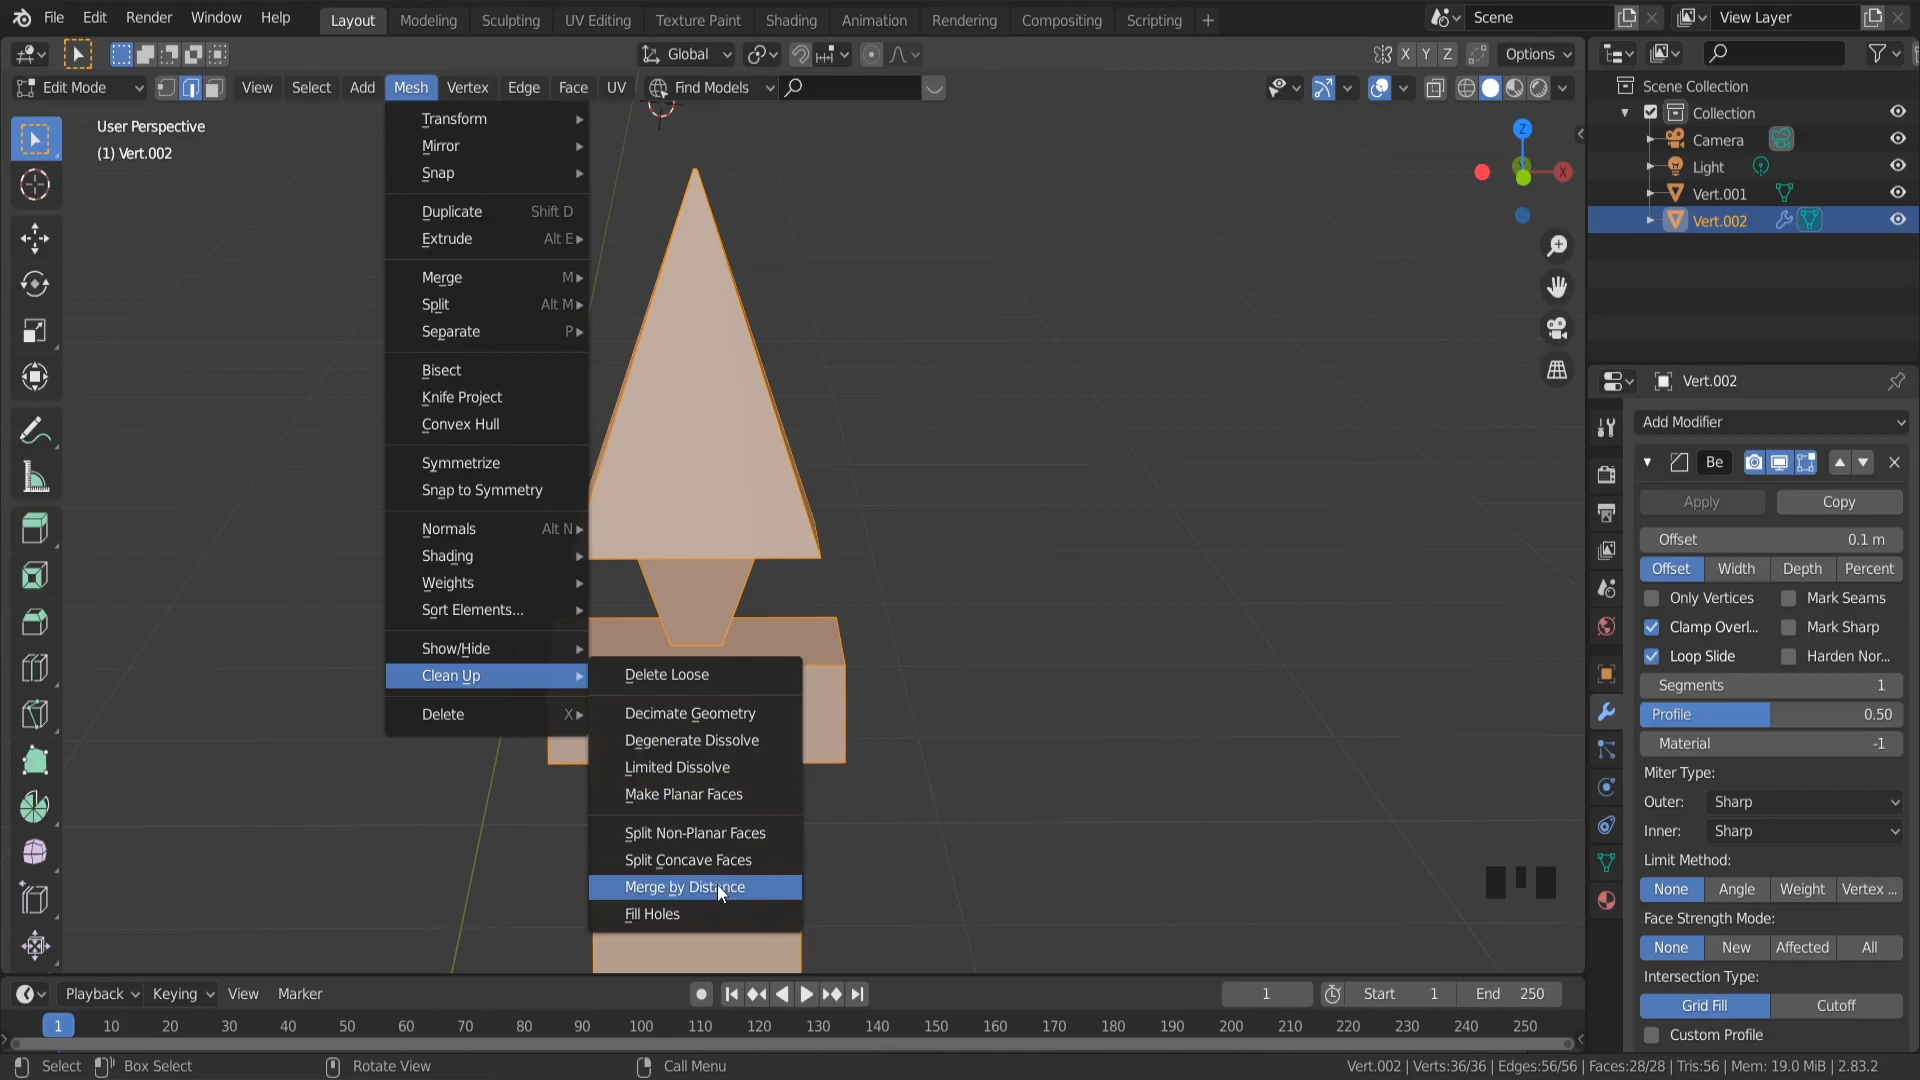 File Edit Render Window Help Layout Modeling Sculpting UV Editing Texture Paint Shading Animation Rendering Compositing Scripting + Scene View Layer
Global X Y Z Options
Edit Mode View Select Add Mesh Vertex Edge Face UV Find Models
User Perspective
(1) Vert.002
Transform
Mirror
Snap
Duplicate Shift D
Extrude Alt E
Merge M
Split Alt M
Separate P
Bisect
Knife Project
Convex Hull
Symmetrize
Snap to Symmetry
Normals Alt N
Shading
Weights
Sort Elements...
Show/Hide
Clean Up
Delete X
Delete Loose
Decimate Geometry
Degenerate Dissolve
Limited Dissolve
Make Planar Faces
Split Non-Planar Faces
Split Concave Faces
Merge by Distance
Fill Holes
Z
X
Scene Collection
Collection
Camera
Light
Vert.001
Vert.002
Vert.002
Add Modifier
Be
Apply Copy
Offset 0.1 m
Offset Width Depth Percent
Only Vertices Mark Seams
Clamp Overl... Mark Sharp
Loop Slide Harden Nor...
Segments 1
Profile 0.50
Material -1
Miter Type:
Outer: Sharp
Inner: Sharp
Limit Method:
None Angle Weight Vertex ...
Face Strength Mode:
None New Affected All
Intersection Type:
Grid Fill Cutoff
Custom Profile
Playback Keying View Marker 1 Start 1 End 250
1 10 20 30 40 50 60 70 80 90 100 110 120 130 140 150 160 170 180 190 200 210 220 230 240 250
Select Box Select Rotate View Call Menu Vert.002 | Verts:36/36 | Edges:56/56 | Faces:28/28 | Tris:56 | Mem: 19.0 MiB | 2.83.2